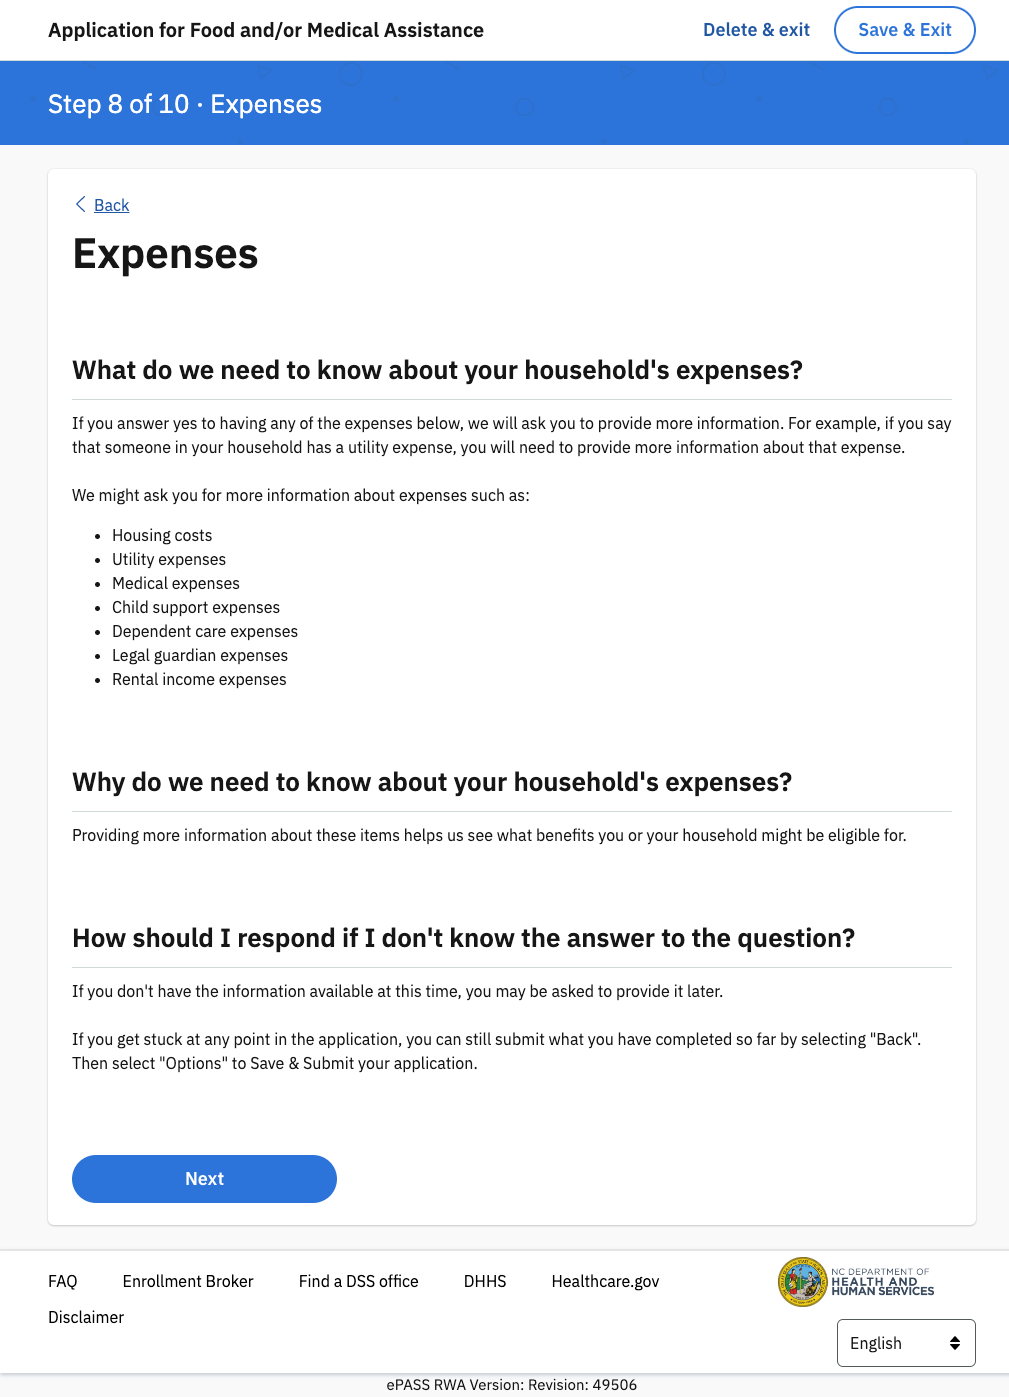 Application for Food and/or Medical Assistance
Delete & exit
Save & Exit
Step 8 of 10 · Expenses
Back
Expenses
What do we need to know about your household's expenses?
If you answer yes to having any of the expenses below, we will ask you to provide more information. For example, if you say
that someone in your household has a utility expense, you will need to provide more information about that expense.
We might ask you for more information about expenses such as:
• Housing costs
• Utility expenses
• Medical expenses
• Child support expenses
• Dependent care expenses
• Legal guardian expenses
• Rental income expenses
Why do we need to know about your household's expenses?
Providing more information about these items helps us see what benefits you or your household might be eligible for.
How should I respond if I don't know the answer to the question?
If you don't have the information available at this time, you may be asked to provide it later.
If you get stuck at any point in the application, you can still submit what you have completed so far by selecting "Back".
Then select "Options" to Save & Submit your application.
Next
FAQ
Enrollment Broker
Find a DSS office
DHHS
Healthcare.gov
Disclaimer
NC DEPARTMENT OF
HEALTH AND
HUMAN SERVICES
English
ePASS RWA Version: Revision: 49506